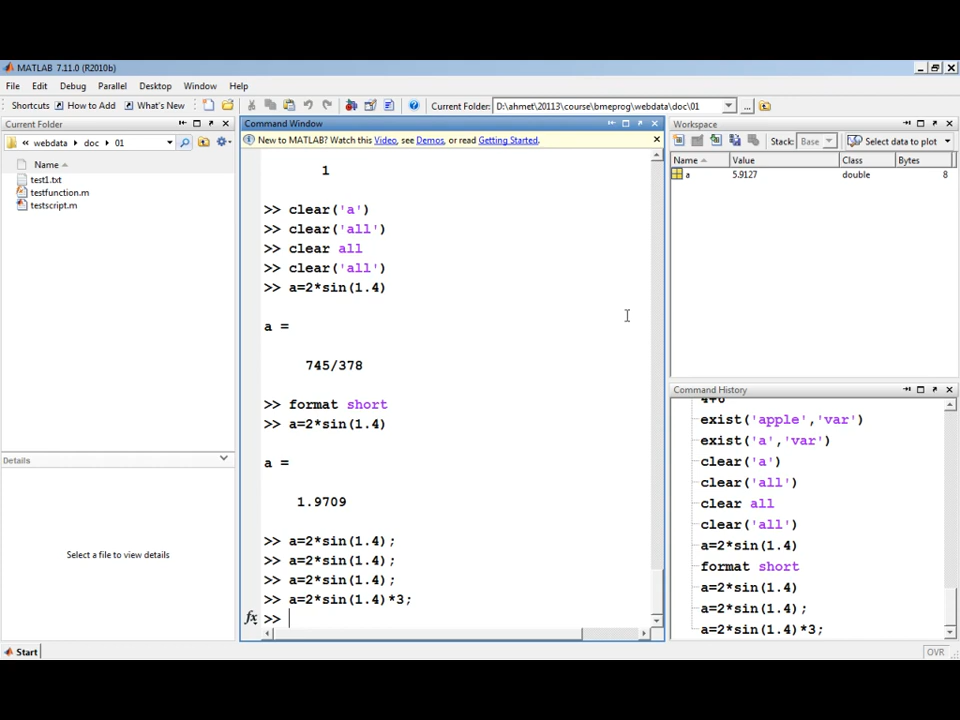 MATLAB 7.11.0 (R2010b)
File Edit Debug Parallel Desktop Window Help
Shortcuts How to Add What's New Current Folder: D:\ahmet\20113\course\bmeprog\webdata\doc\01 ...
Current Folder
« webdata ▸ doc ▸ 01
Name
test1.txt
testfunction.m
testscript.m
Details
Select a file to view details
Command Window
New to MATLAB? Watch this Video, see Demos, or read Getting Started.
1
>> clear('a')
>> clear('all')
>> clear all
>> clear('all')
>> a=2*sin(1.4)
a =
745/378
>> format short
>> a=2*sin(1.4)
a =
1.9709
>> a=2*sin(1.4);
>> a=2*sin(1.4);
>> a=2*sin(1.4);
>> a=2*sin(1.4)*3;
fx >>
Workspace
Stack: Base Select data to plot
Name Value Class Bytes
a 5.9127 double 8
Command History
4+6
exist('apple','var')
exist('a','var')
clear('a')
clear('all')
clear all
clear('all')
a=2*sin(1.4)
format short
a=2*sin(1.4)
a=2*sin(1.4);
a=2*sin(1.4)*3;
Start
OVR